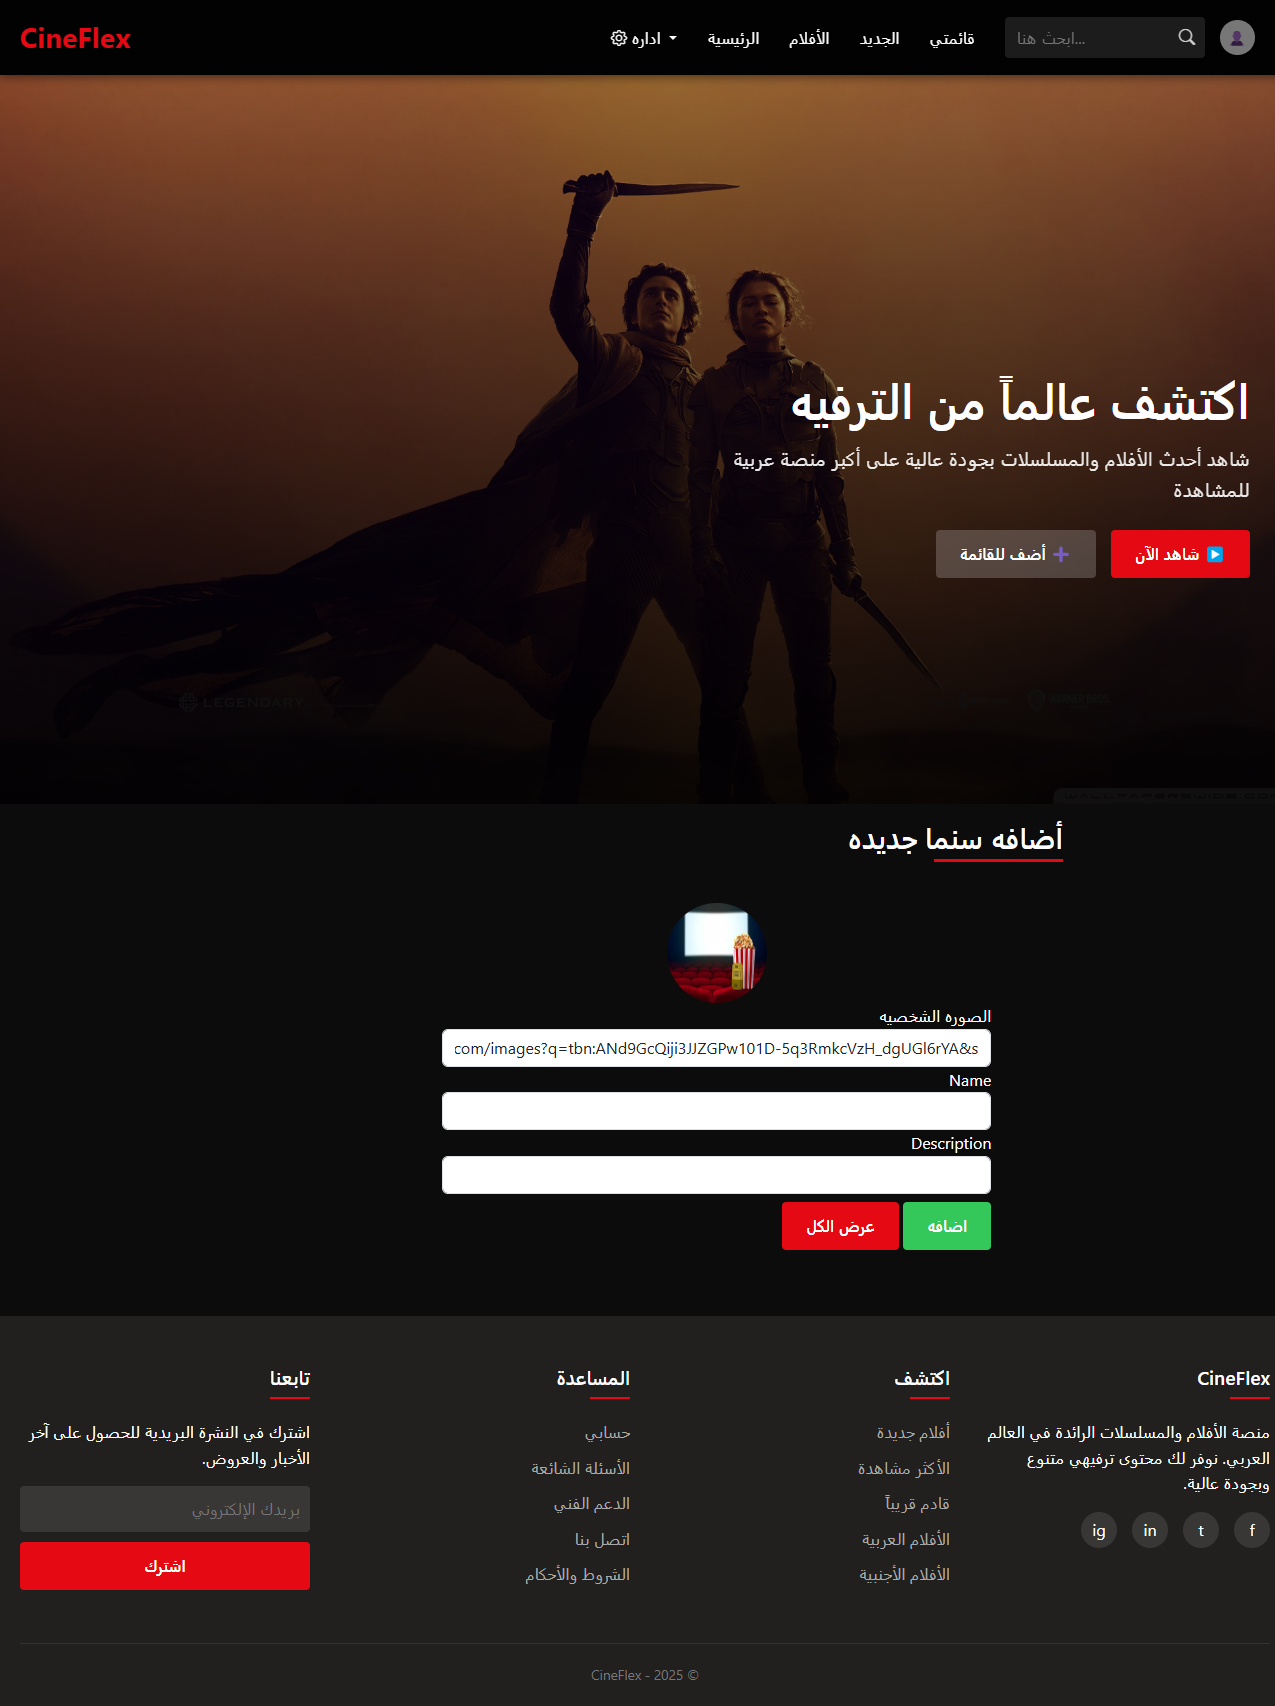 CineFlex
الرئيسية
اداره
الأفلام
الجديد
قائمتي
ابحث هنا...
اكتشف عالماً من الترفيه
شاهد أحدث الأفلام والمسلسلات بجودة عالية على أكبر منصة عربية
للمشاهدة
شاهد الآن
أضف للقائمة
LEGENDARY
أضافه سنما جديده
الصوره الشخصيه
com/images?q=tbn:ANd9GcQiji3JJZGPw101D-5q3RmkcVzH_dgUGl6rYA&s
Name
Description
اضافه
عرض الكل
CineFlex
منصة الأفلام والمسلسلات الرائدة في العالم
العربي. نوفر لك محتوى ترفيهي متنوع
وبجودة عالية.
f
t
in
ig
اكتشف
أفلام جديدة
الأكثر مشاهدة
قادم قريباً
الأفلام العربية
الأفلام الأجنبية
المساعدة
حسابي
الأسئلة الشائعة
الدعم الفني
اتصل بنا
الشروط والأحكام
تابعنا
اشترك في النشرة البريدية للحصول على آخر
الأخبار والعروض.
بريدك الإلكتروني
اشترك
CineFlex - 2025 ©